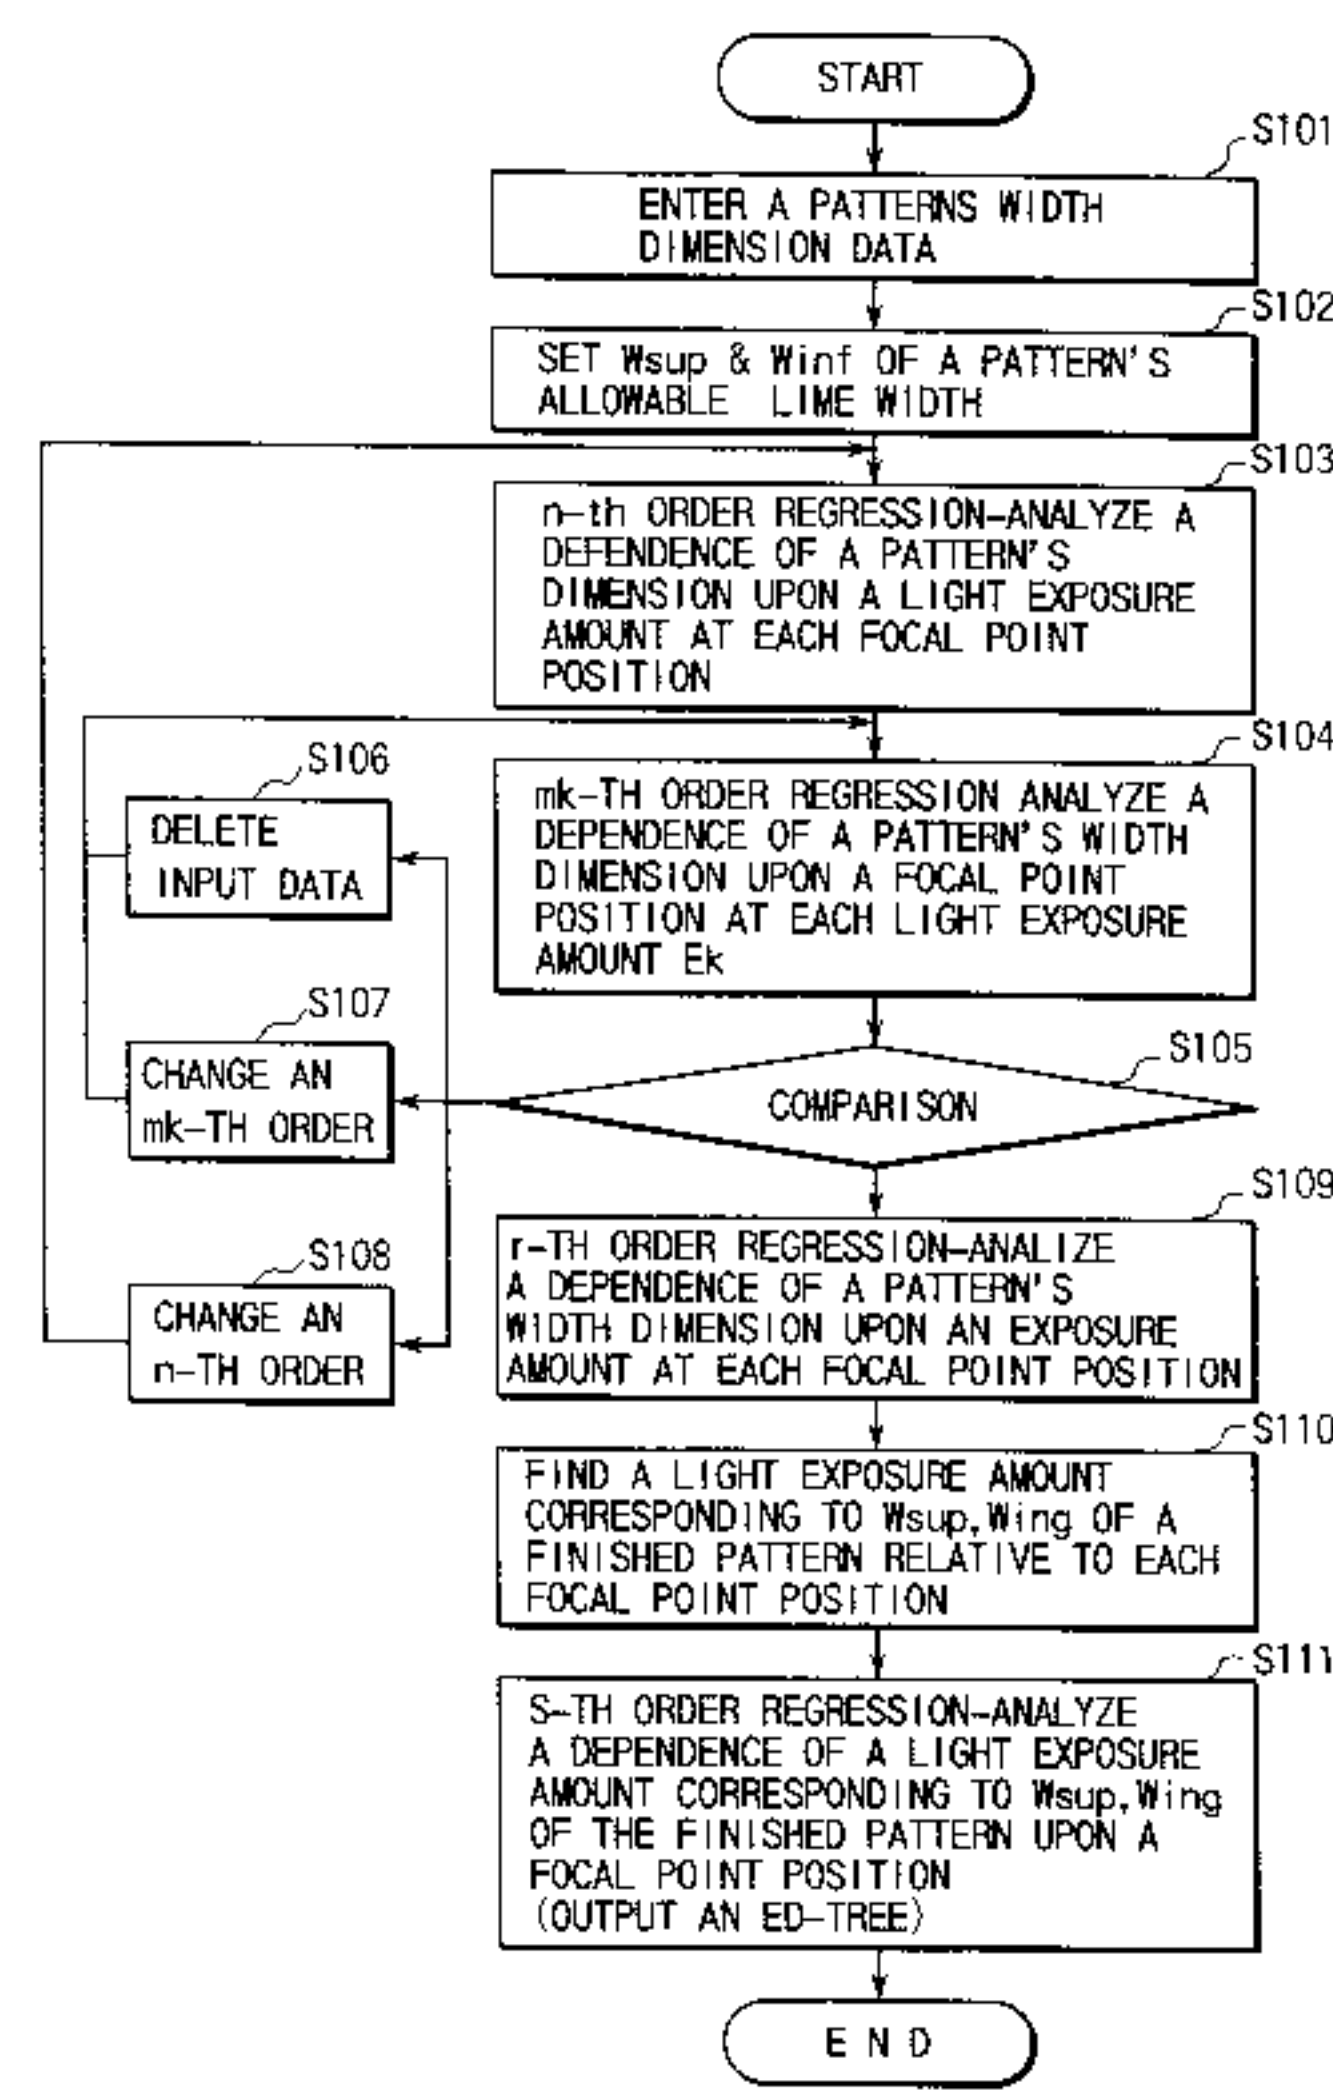 START
S101
ENTER A PATTERNS WIDTH
DIMENSION DATA
S102
SET Wsup & Winf OF A PATTERN'S
ALLOWABLE LIME WIDTH
S103
n-th ORDER REGRESSION-ANALYZE A
DEFENDENCE OF A PATTERN'S
DIMENSION UPON A LIGHT EXPOSURE
AMOUNT AT EACH FOCAL POINT
POSITION
S104
mk-TH ORDER REGRESSION ANALYZE A
DEPENDENCE OF A PATTERN'S WIDTH
DIMENSION UPON A FOCAL POINT
POSITION AT EACH LIGHT EXPOSURE
AMOUNT Ek
S105
COMPARISON
S106
DELETE
INPUT DATA
S107
CHANGE AN
mk-TH ORDER
S108
CHANGE AN
n-TH ORDER
S109
r-TH ORDER REGRESSION-ANALIZE
A DEPENDENCE OF A PATTERN'S
WIDTH DIMENSION UPON AN EXPOSURE
AMOUNT AT EACH FOCAL POINT POSITION
S110
FIND A LIGHT EXPOSURE AMOUNT
CORRESPONDING TO Wsup,Wing OF A
FINISHED PATTERN RELATIVE TO EACH
FOCAL POINT POSITION
S111
S-TH ORDER REGRESSION-ANALYZE
A DEPENDENCE OF A LIGHT EXPOSURE
AMOUNT CORRESPONDING TO Wsup,Wing
OF THE FINISHED PATTERN UPON A
FOCAL POINT POSITION
(OUTPUT AN ED-TREE)
END